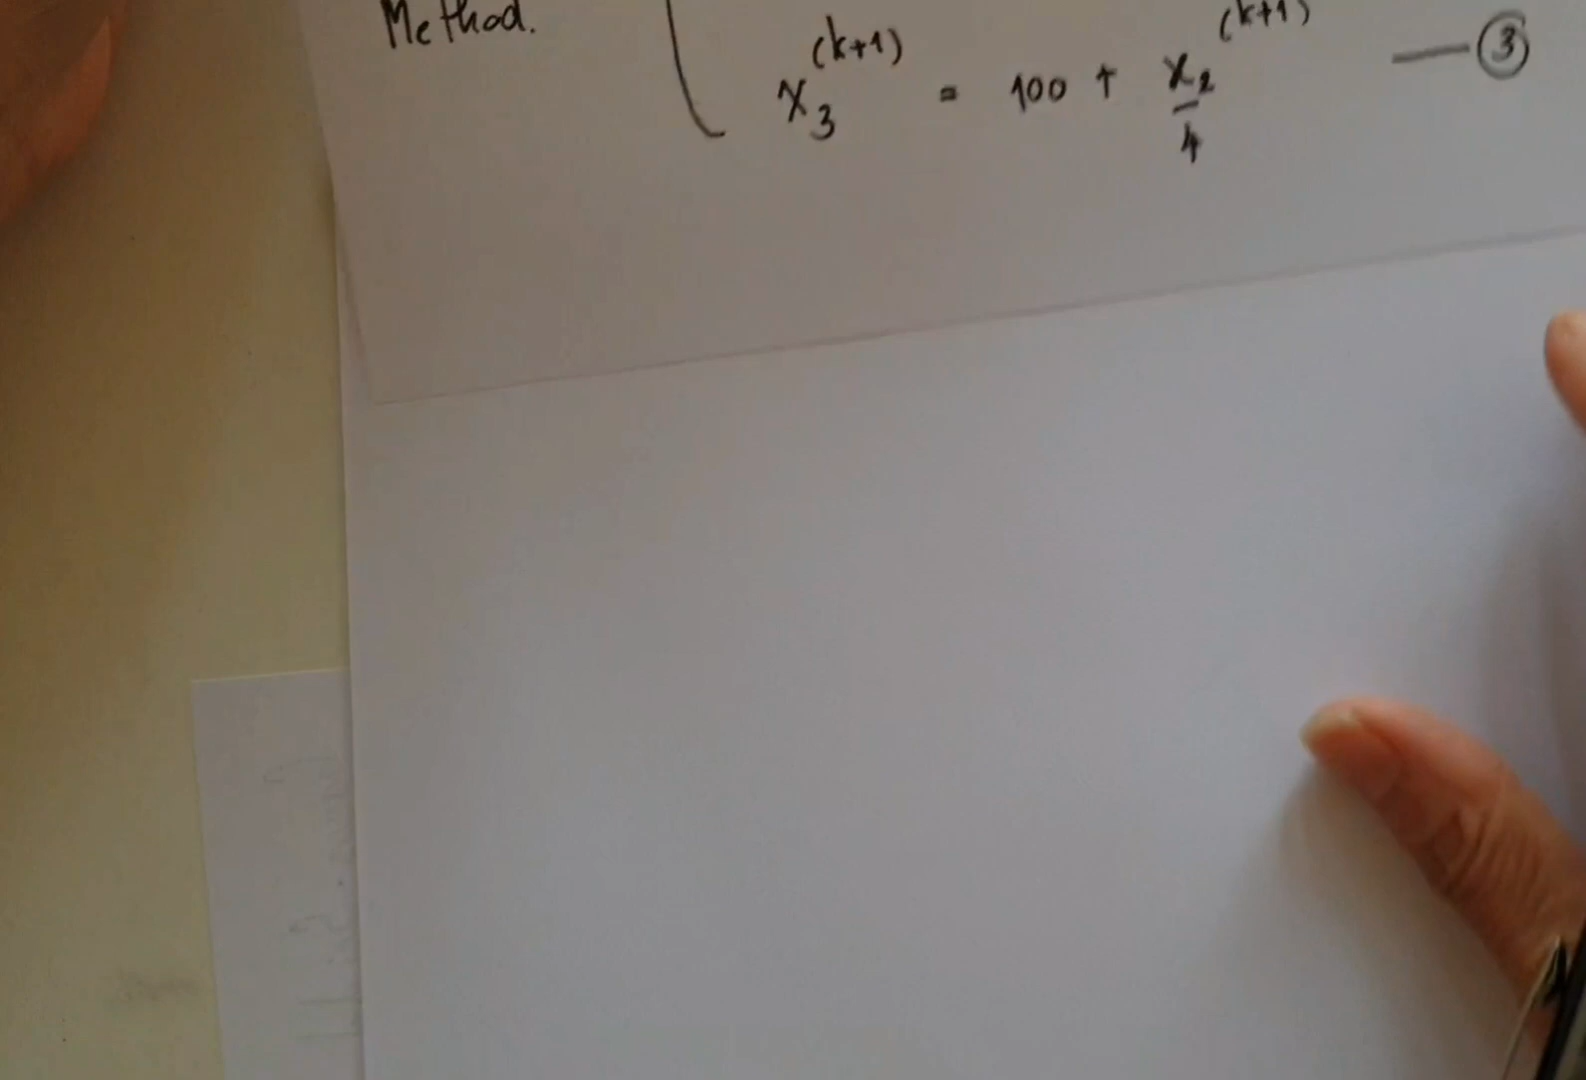 Method.
x₃^(k+1) = 100 + x₂^(k+1)/4 — ③